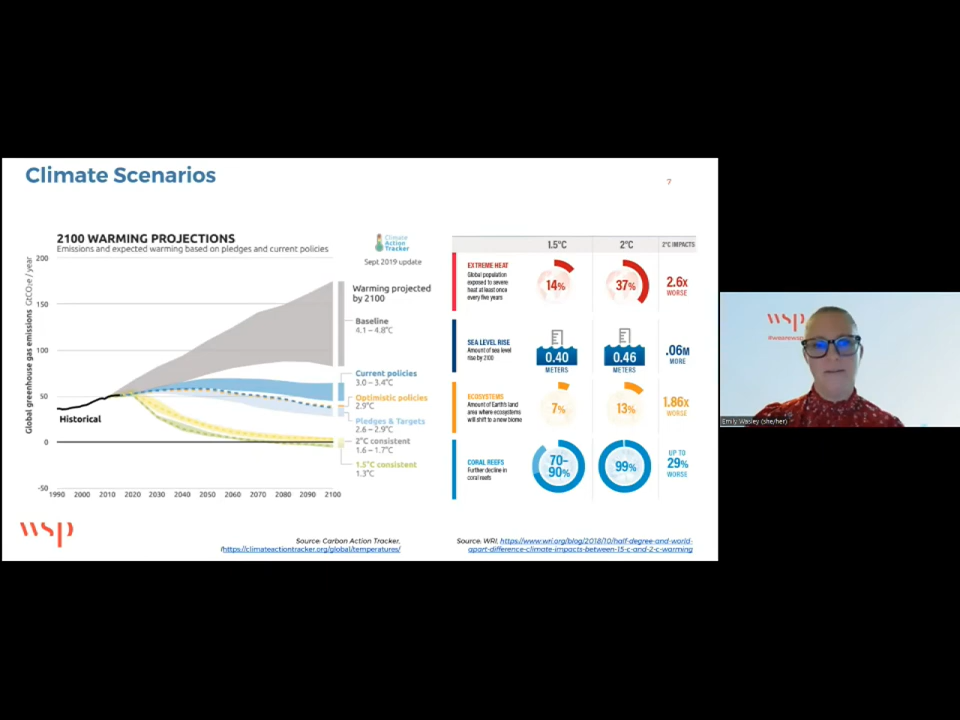 Climate Scenarios
7
2100 WARMING PROJECTIONS
Emissions and expected warming based on pledges and current policies
Climate
Action
Tracker
Sept 2019 update
Global greenhouse gas emissions GtCO₂e / year
200
150
100
50
0
-50
Historical
1990 2000 2010 2020 2030 2040 2050 2060 2070 2080 2090 2100
Warming projected
by 2100
Baseline
4.1 – 4.8°C
Current policies
3.0 – 3.4°C
Optimistic policies
2.9°C
Pledges & Targets
2.6 – 2.9°C
2°C consistent
1.6 – 1.7°C
1.5°C consistent
1.3°C
1.5°C 2°C 2°C IMPACTS
EXTREME HEAT
Global population
exposed to severe
heat at least once
every five years
14%
37%
2.6X
WORSE
SEA LEVEL RISE
Amount of sea level
rise by 2100
0.40
METERS
0.46
METERS
.06M
MORE
ECOSYSTEMS
Amount of Earth's land
area where ecosystems
will shift to a new biome
7%
13%
1.86X
WORSE
CORAL REEFS
Further decline in
coral reefs
70–
90%
99%
UP TO
29%
WORSE
wsp
Source: Carbon Action Tracker,
(https://climateactiontracker.org/global/temperatures/
Source. WRI, https://www.wri.org/blog/2018/10/half-degree-and-world-
apart-difference-climate-impacts-between-15-c-and-2-c-warming
wsp
Emily Wasley (she/her)